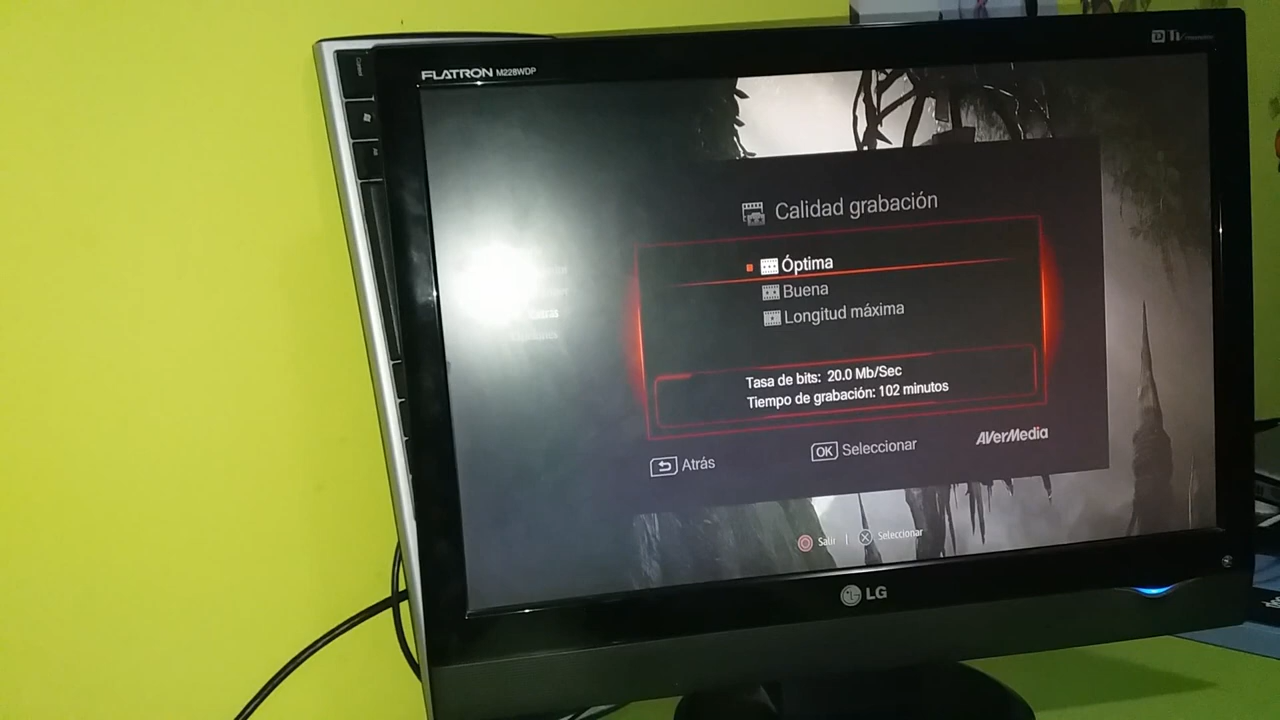 FLATRON M228WDP
Calidad grabación
Óptima
Buena
Longitud máxima
Tasa de bits: 20.0 Mb/Sec
Tiempo de grabación: 102 minutos
Atrás
OK Seleccionar
AVerMedia
Salir | Seleccionar
LG